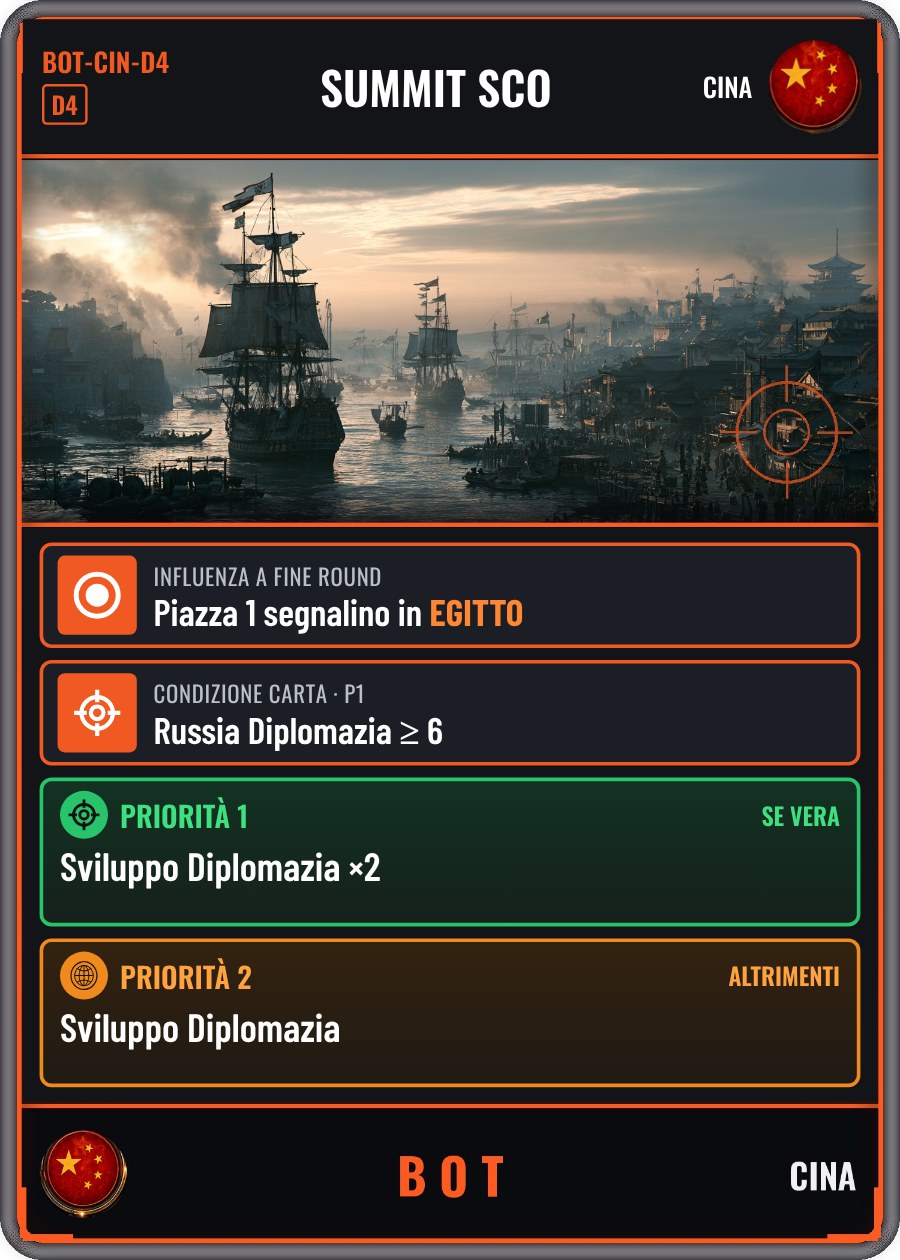 BOT-CIN-D4
D4
SUMMIT SCO
CINA
INFLUENZA A FINE ROUND
Piazza 1 segnalino in EGITTO
CONDIZIONE CARTA · P1
Russia Diplomazia ≥ 6
PRIORITÀ 1
SE VERA
Sviluppo Diplomazia ×2
PRIORITÀ 2
ALTRIMENTI
Sviluppo Diplomazia
BOT
CINA